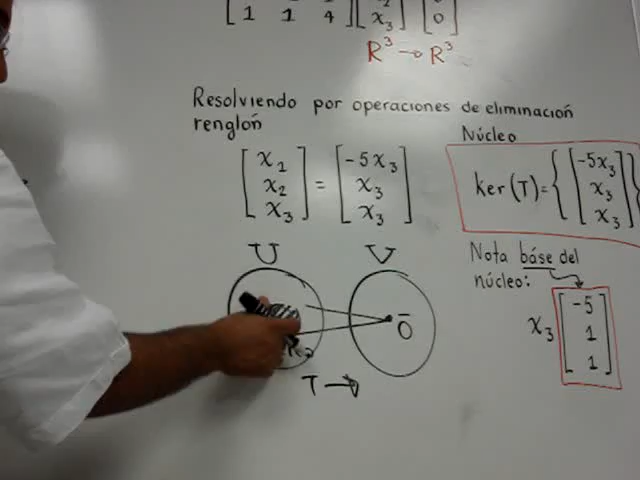 1 1 4 x₃ 0
R³ → R³
Resolviendo por operaciones de eliminación
renglón
[x₁ x₂ x₃] = [-5x₃ x₃ x₃]
Núcleo
ker(T)={[-5x₃ x₃ x₃]}
Nota báse del
núcleo:
x₃ [-5 1 1]
U V
0̄
T →